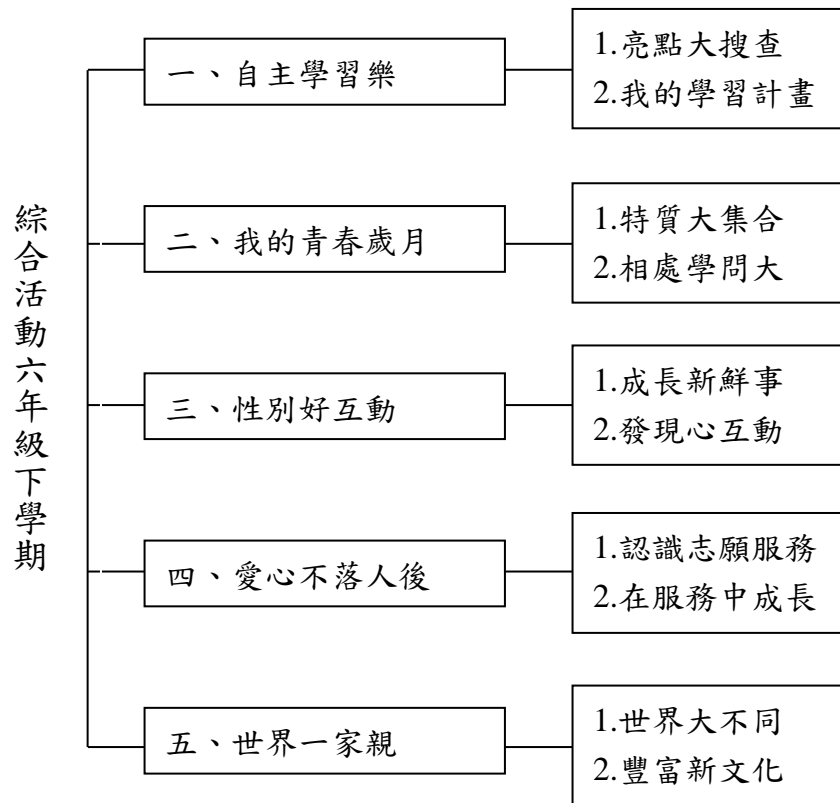 綜合活動六年級下學期
一、自主學習樂
1.亮點大搜查
2.我的學習計畫
二、我的青春歲月
1.特質大集合
2.相處學問大
三、性別好互動
1.成長新鮮事
2.發現心互動
四、愛心不落人後
1.認識志願服務
2.在服務中成長
五、世界一家親
1.世界大不同
2.豐富新文化